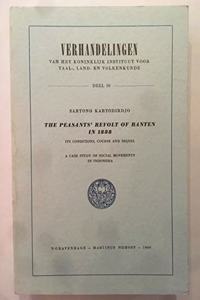 VERHANDELINGEN
VAN HET KONINKLIJK INSTITUUT VOOR
TAAL-, LAND- EN VOLKENKUNDE
DEEL 50
SARTONO KARTODIRDJO
THE PEASANTS' REVOLT OF BANTEN
IN 1888
ITS CONDITIONS, COURSE AND SEQUEL
A CASE STUDY OF SOCIAL MOVEMENTS
IN INDONESIA
'S-GRAVENHAGE - MARTINUS NIJHOFF - 1966